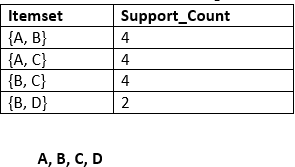 Itemset Support_Count
{A, B} 4
{A, C} 4
{B, C} 4
{B, D} 2
A, B, C, D